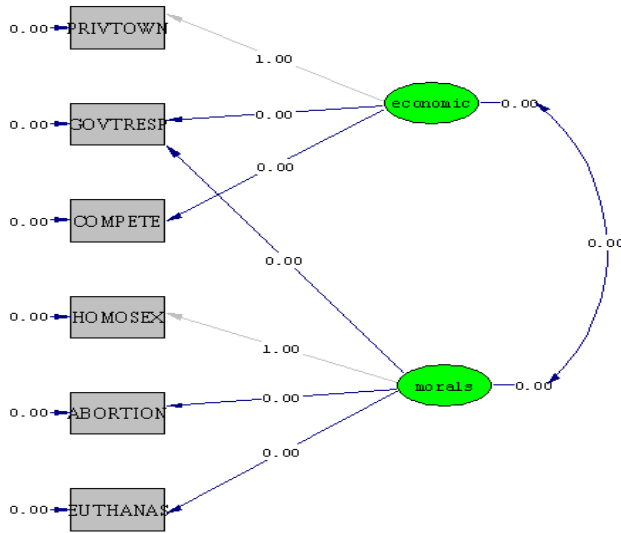 0.00 PRIVTOWN
1.00
economic 0.00
0.00 GOVTRESP 0.00
0.00
0.00 COMPETE
0.00
0.00
0.00 HOMOSEX
1.00
morals 0.00
0.00 ABORTION 0.00
0.00
0.00 EUTHANAS